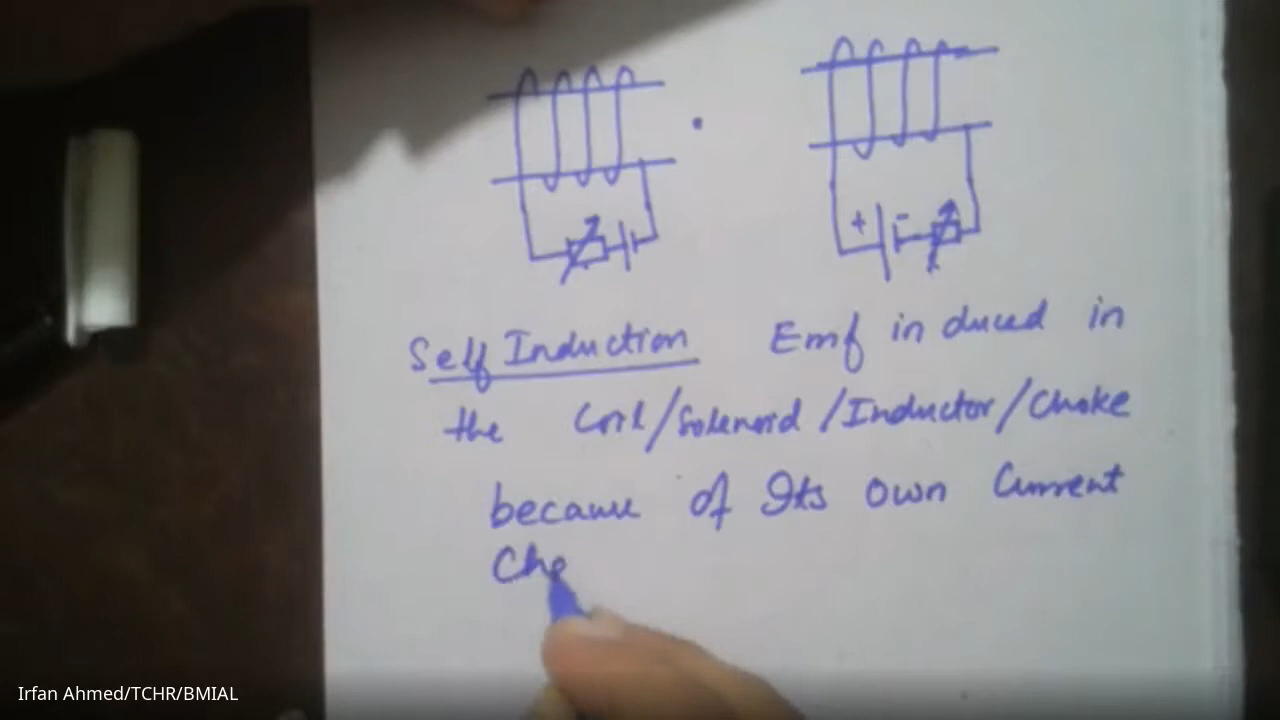 + -
Self Induction Emf induced in
the Coil/Solenoid/Inductor/Choke
because of Its own Current
Cha
Irfan Ahmed/TCHR/BMIAL